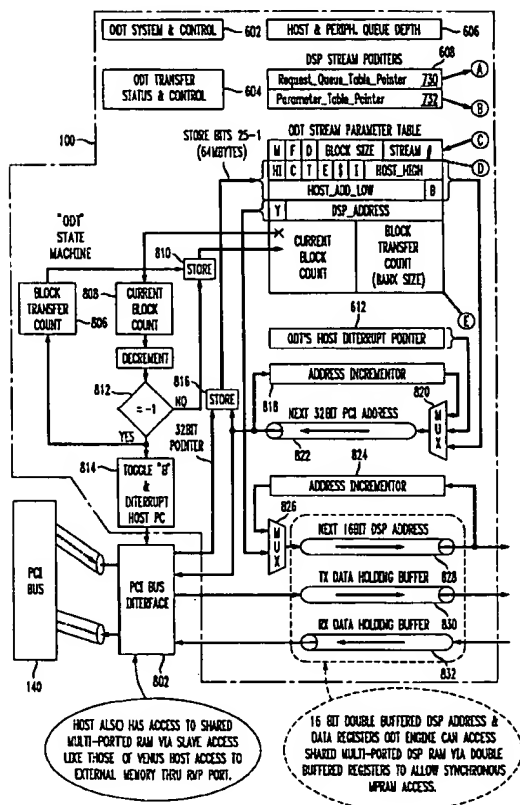 ODT SYSTEM & CONTROL
602
HOST & PERIPH. QUEUE DEPTH
606
DSP STREAM POINTERS
608
ODT TRANSFER
STATUS & CONTROL
604
Request_Queue_Table_Pointer 730
A
Parameter_Table_Pointer 732
B
100
STORE BITS 25-1
(64MBYTES)
ODT STREAM PARAMETER TABLE
C
M F D BLOCK SIZE STREAM #
D
HI C T E $ I HOST_HIGH
HOST_ADD_LOW B
Y DSP_ADDRESS
"ODT"
STATE
MACHINE
810
STORE
CURRENT
BLOCK
COUNT
BLOCK
TRANSFER
COUNT
(BANK SIZE)
E
BLOCK
TRANSFER
COUNT
806
808
CURRENT
BLOCK
COUNT
612
ODT'S HOST INTERRUPT POINTER
DECREMENT
812
= -1
NO
YES
816
STORE
ADDRESS INCREMENTOR
818
820
MUX
NEXT 32BIT PCI ADDRESS
822
32BIT
POINTER
814
TOGGLE "B"
&
INTERRUPT
HOST PC
824
ADDRESS INCREMENTOR
826
MUX
NEXT 16BIT DSP ADDRESS
828
PCI
BUS
140
PCI BUS
INTERFACE
802
TX DATA HOLDING BUFFER
830
RX DATA HOLDING BUFFER
832
HOST ALSO HAS ACCESS TO SHARED
MULTI-PORTED RAM VIA SLAVE ACCESS
LIKE THOSE OF VENUS HOST ACCESS TO
EXTERNAL MEMORY THRU RVP PORT.
16 BIT DOUBLE BUFFERED DSP ADDRESS &
DATA REGISTERS ODT ENGINE CAN ACCESS
SHARED MULTI-PORTED DSP RAM VIA DOUBLE
BUFFERED REGISTERS TO ALLOW SYNCHRONOUS
MPRAM ACCESS.